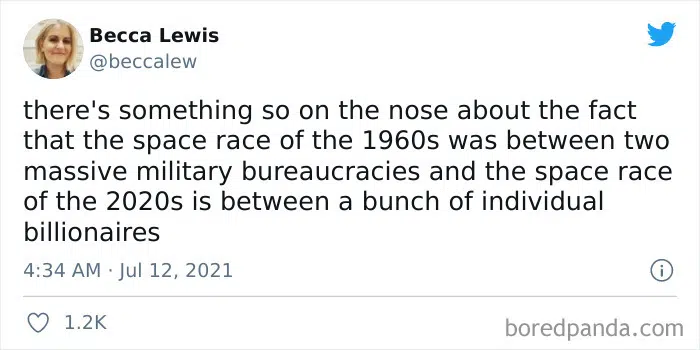 Becca Lewis
@beccalew
there's something so on the nose about the fact
that the space race of the 1960s was between two
massive military bureaucracies and the space race
of the 2020s is between a bunch of individual
billionaires
4:34 AM · Jul 12, 2021
1.2K
boredpanda.com